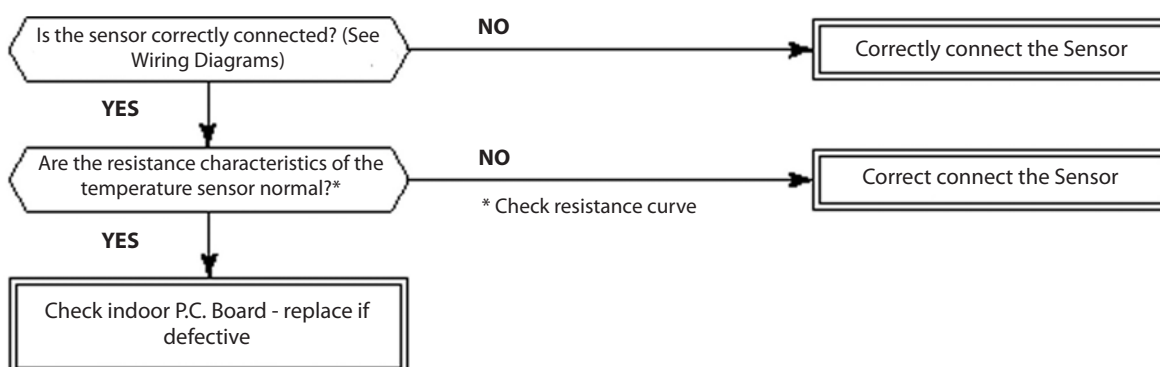 Is the sensor correctly connected? (See
Wiring Diagrams)
NO
Correctly connect the Sensor
YES
Are the resistance characteristics of the
temperature sensor normal?*
NO
* Check resistance curve
Correct connect the Sensor
YES
Check indoor P.C. Board - replace if
defective